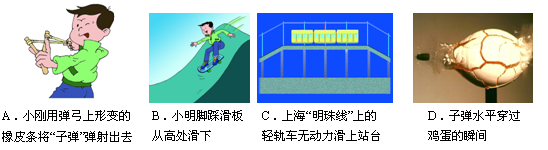 A．小刚用弹弓上形变的
橡皮条将“子弹”弹射出去
B．小明脚踩滑板
从高处滑下
C．上海“明珠线”上的
轻轨车无动力滑上站台
D．子弹水平穿过
鸡蛋的瞬间